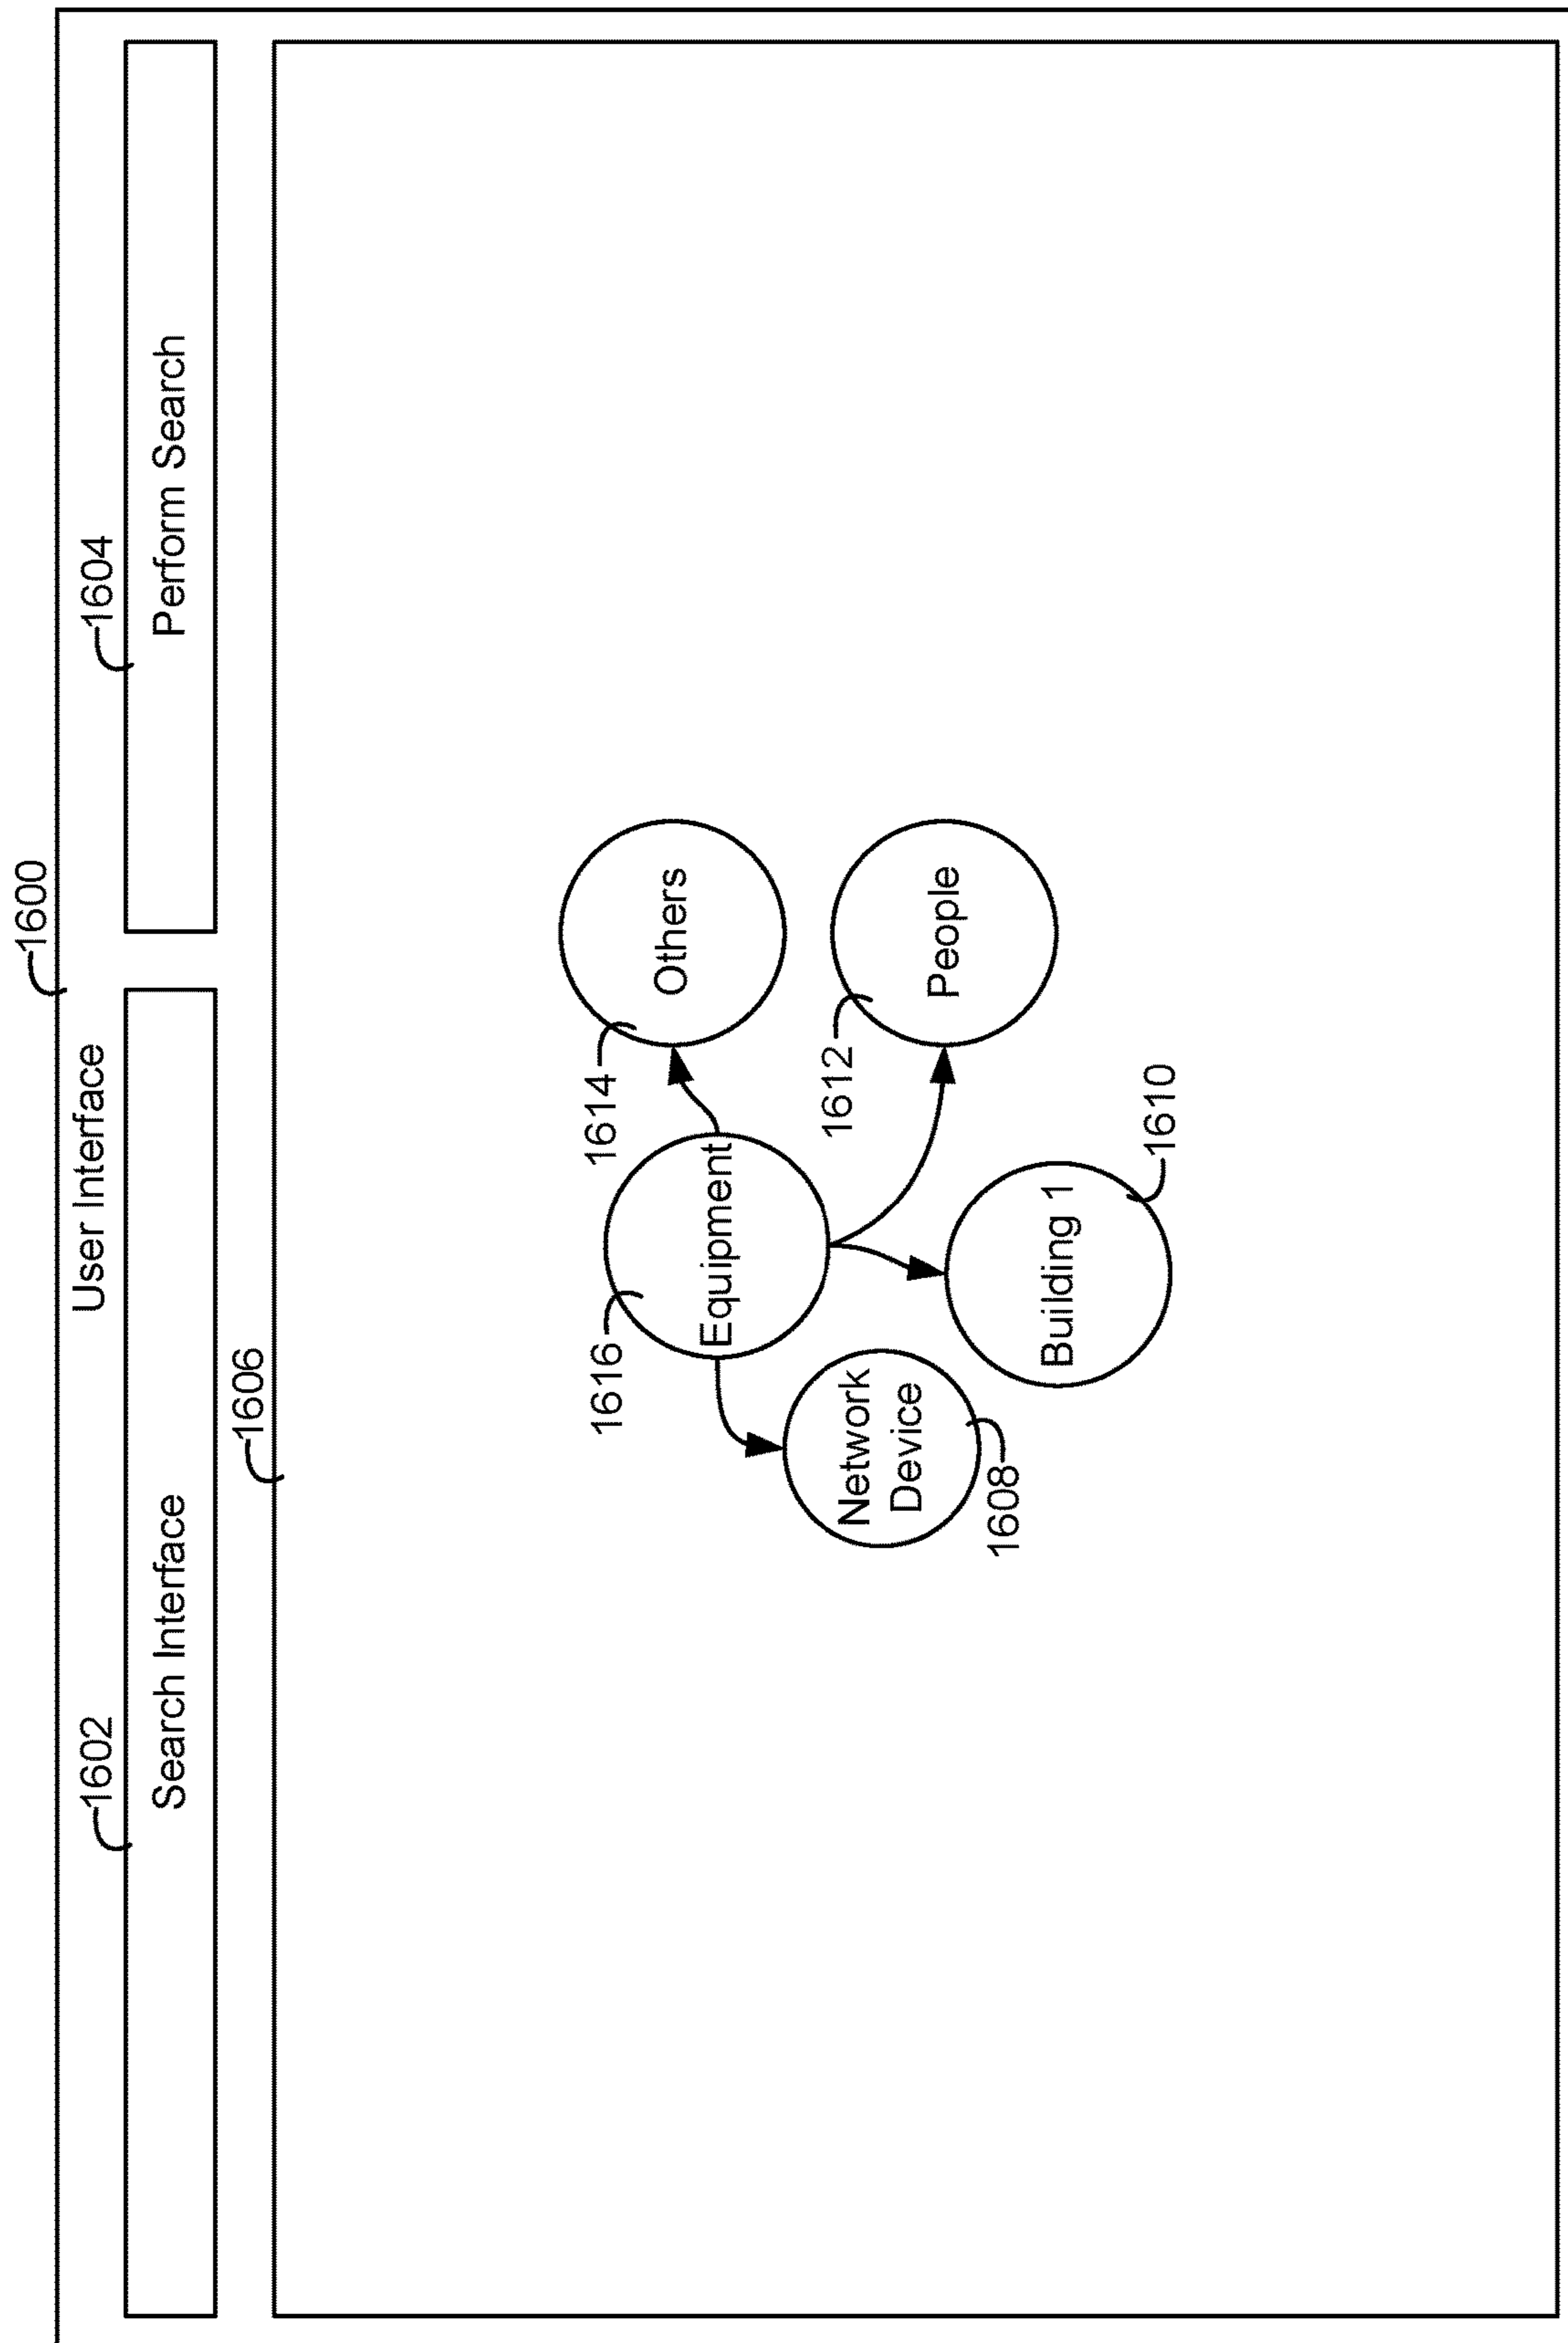 1600
User Interface
1602
1604
Search Interface
Perform Search
1606
1616
Equipment
1614
Others
Network
Device
1608
1612
People
Building 1
1610